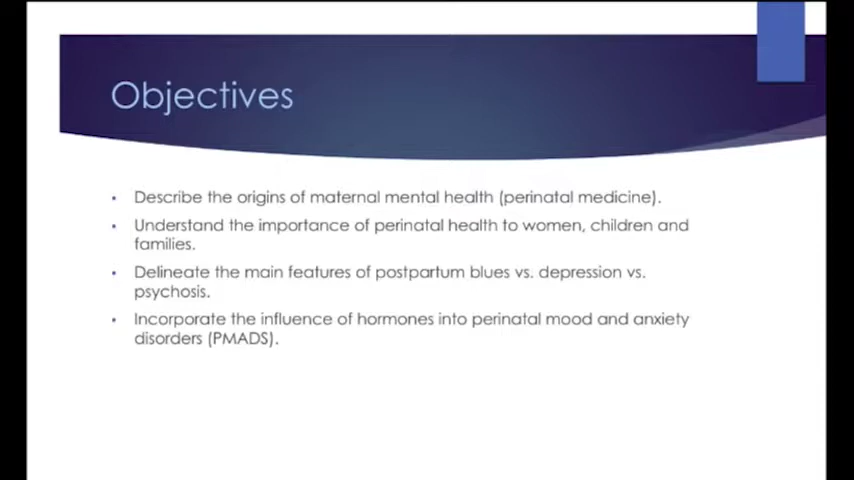 Objectives
• Describe the origins of maternal mental health (perinatal medicine).
• Understand the importance of perinatal health to women, children and
families.
• Delineate the main features of postpartum blues vs. depression vs.
psychosis.
• Incorporate the influence of hormones into perinatal mood and anxiety
disorders (PMADS).